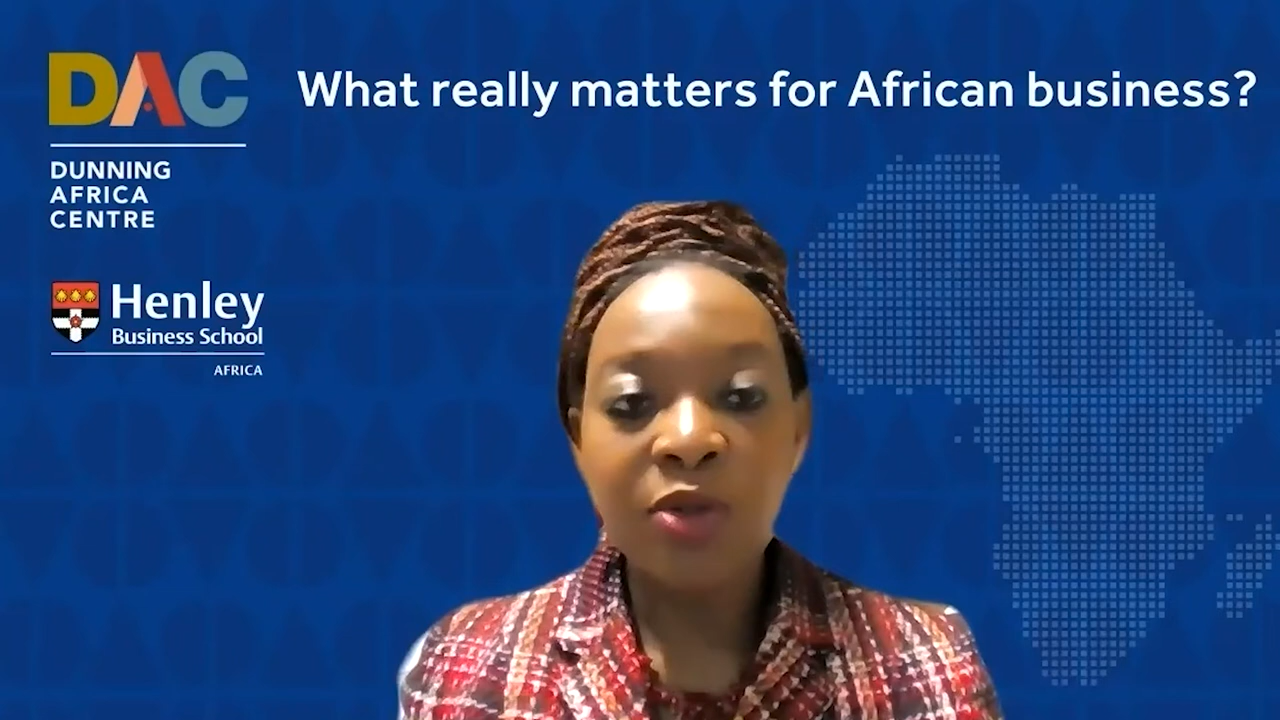 DAC
What really matters for African business?
DUNNING
AFRICA
CENTRE
Henley
Business School
AFRICA